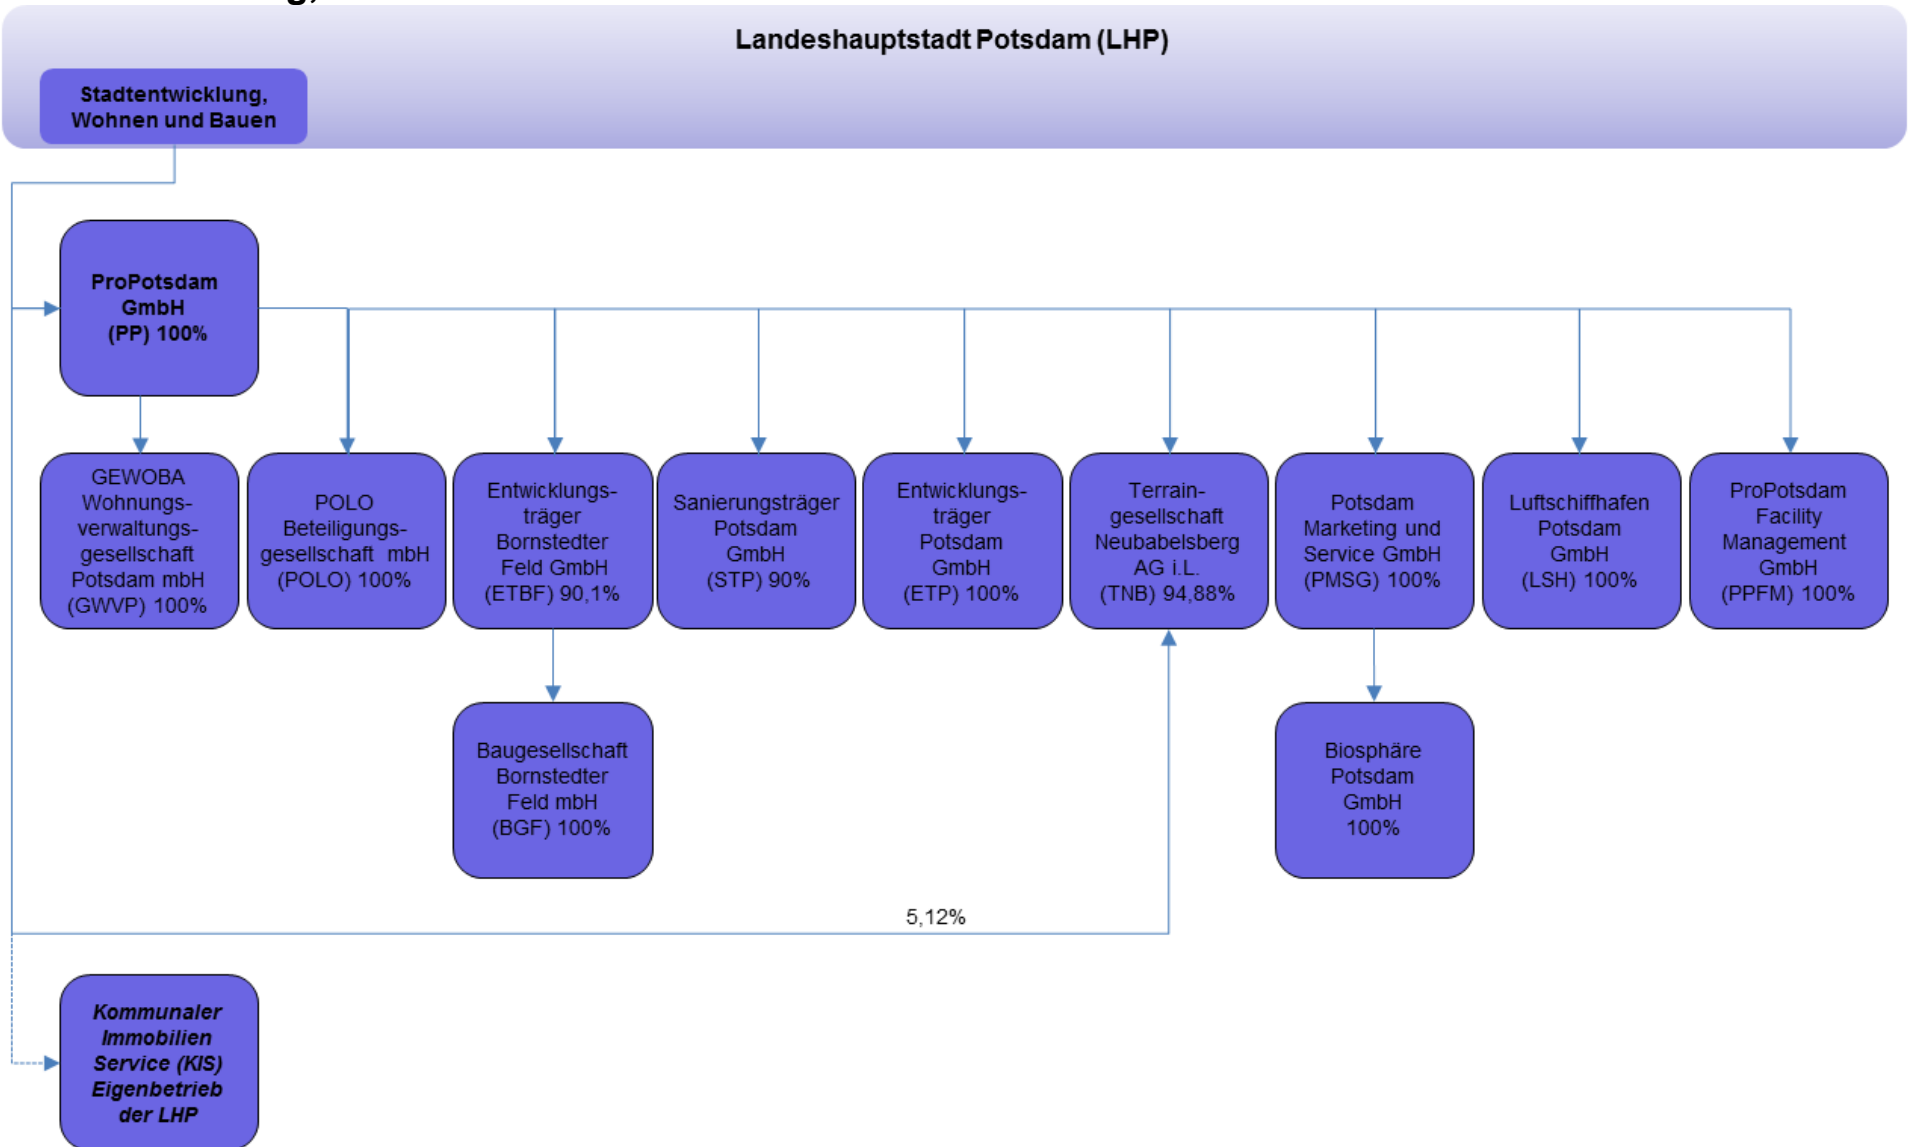 Landeshauptstadt Potsdam (LHP)
Stadtentwicklung,
Wohnen und Bauen
ProPotsdam
GmbH
(PP) 100%
GEWOBA
Wohnungs-
verwaltungs-
gesellschaft
Potsdam mbH
(GWVP) 100%
POLO
Beteiligungs-
gesellschaft mbH
(POLO) 100%
Entwicklungs-
träger
Bornstedter
Feld GmbH
(ETBF) 90,1%
Sanierungsträger
Potsdam
GmbH
(STP) 90%
Entwicklungs-
träger
Potsdam
GmbH
(ETP) 100%
Terrain-
gesellschaft
Neubabelsberg
AG i.L.
(TNB) 94,88%
Potsdam
Marketing und
Service GmbH
(PMSG) 100%
Luftschiffhafen
Potsdam
GmbH
(LSH) 100%
ProPotsdam
Facility
Management
GmbH
(PPFM) 100%
Baugesellschaft
Bornstedter
Feld mbH
(BGF) 100%
Biosphäre
Potsdam
GmbH
100%
5,12%
Kommunaler
Immobilien
Service (KIS)
Eigenbetrieb
der LHP